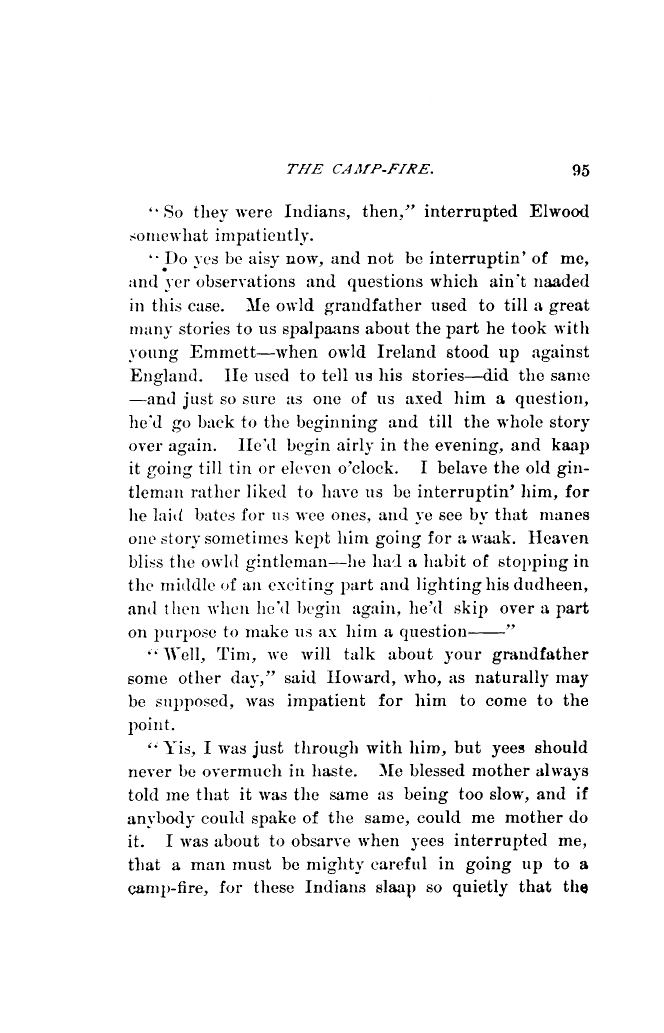 THE CAMP-FIRE. 95
“So they were Indians, then,” interrupted Elwood
somewhat impatiently.
“Do yes be aisy now, and not be interruptin’ of me,
and yer observations and questions which ain’t naaded
in this case. Me owld grandfather used to till a great
many stories to us spalpaans about the part he took with
young Emmett—when owld Ireland stood up against
England. He used to tell us his stories—did the same
—and just so sure as one of us axed him a question,
he’d go back to the beginning and till the whole story
over again. He’d begin airly in the evening, and kaap
it going till tin or eleven o’clock. I belave the old gin-
tleman rather liked to have us be interruptin’ him, for
he laid bates for us wee ones, and ye see by that manes
one story sometimes kept him going for a waak. Heaven
bliss the owld gintleman—he had a habit of stopping in
the middle of an exciting part and lighting his dudheen,
and then when he’d begin again, he’d skip over a part
on purpose to make us ax him a question——”
“Well, Tim, we will talk about your grandfather
some other day,” said Howard, who, as naturally may
be supposed, was impatient for him to come to the
point.
“Yis, I was just through with him, but yees should
never be overmuch in haste. Me blessed mother always
told me that it was the same as being too slow, and if
anybody could spake of the same, could me mother do
it. I was about to obsarve when yees interrupted me,
that a man must be mighty careful in going up to a
camp-fire, for these Indians slaap so quietly that the